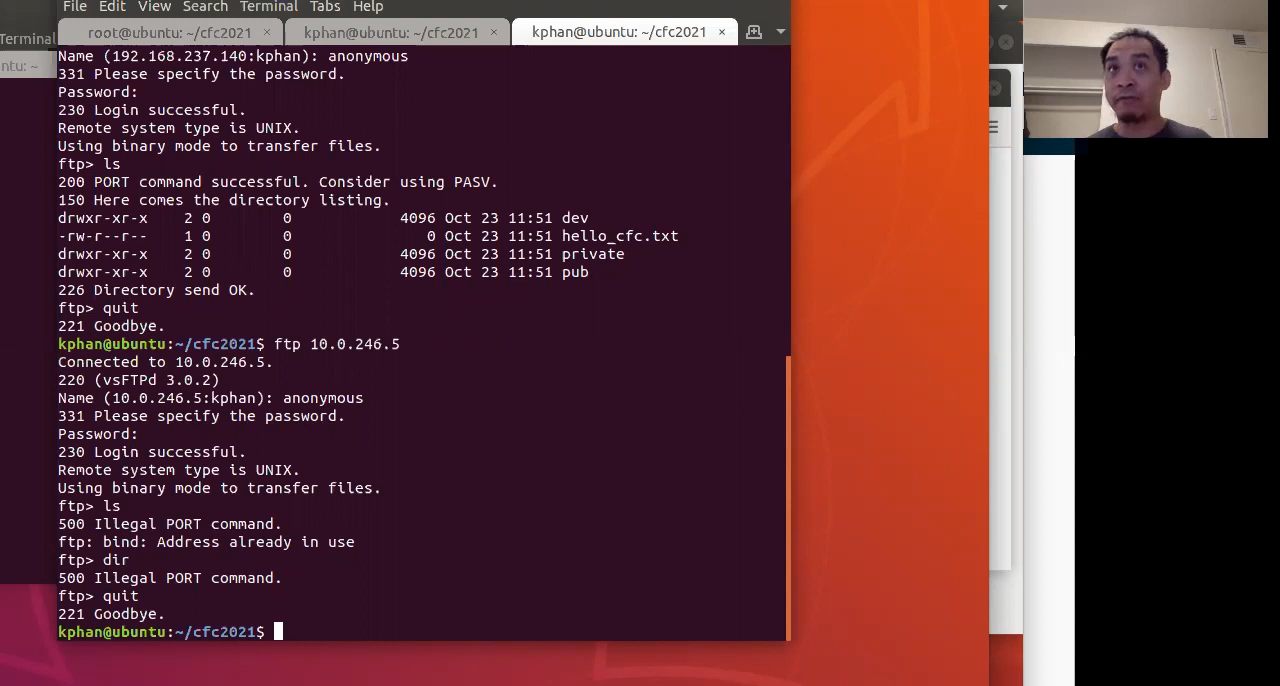 File Edit View Search Terminal Tabs Help
Terminal
root@ubuntu: ~/cfc2021 × kphan@ubuntu: ~/cfc2021 × kphan@ubuntu: ~/cfc2021 ×
ntu: ~
Name (192.168.237.140:kphan): anonymous
331 Please specify the password.
Password:
230 Login successful.
Remote system type is UNIX.
Using binary mode to transfer files.
ftp> ls
200 PORT command successful. Consider using PASV.
150 Here comes the directory listing.
drwxr-xr-x    2 0        0            4096 Oct 23 11:51 dev
-rw-r--r--    1 0        0               0 Oct 23 11:51 hello_cfc.txt
drwxr-xr-x    2 0        0            4096 Oct 23 11:51 private
drwxr-xr-x    2 0        0            4096 Oct 23 11:51 pub
226 Directory send OK.
ftp> quit
221 Goodbye.
kphan@ubuntu:~/cfc2021$ ftp 10.0.246.5
Connected to 10.0.246.5.
220 (vsFTPd 3.0.2)
Name (10.0.246.5:kphan): anonymous
331 Please specify the password.
Password:
230 Login successful.
Remote system type is UNIX.
Using binary mode to transfer files.
ftp> ls
500 Illegal PORT command.
ftp: bind: Address already in use
ftp> dir
500 Illegal PORT command.
ftp> quit
221 Goodbye.
kphan@ubuntu:~/cfc2021$